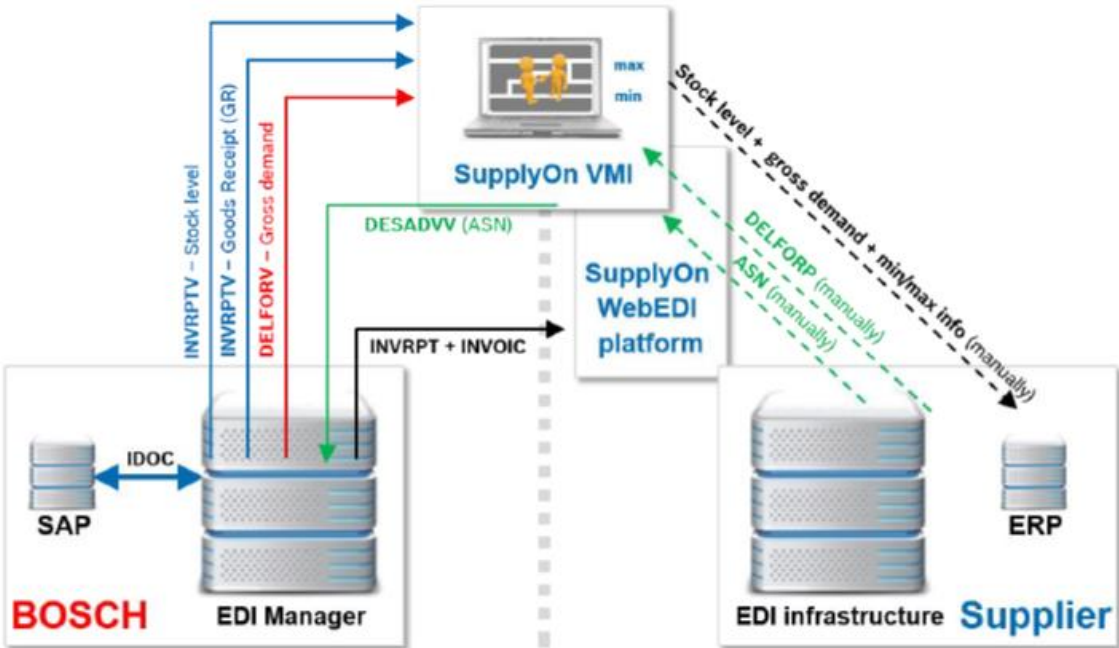 max
min
SupplyOn VMI
INVRPTV – Stock level
INVRPTV – Goods Receipt (GR)
DELFORV – Gross demand
DESADVV (ASN)
SupplyOn
WebEDI
platform
INVRPT + INVOIC
Stock level + gross demand + min/max info (manually)
DELFORP (manually)
ASN (manually)
IDOC
SAP
BOSCH
EDI Manager
EDI infrastructure
ERP
Supplier